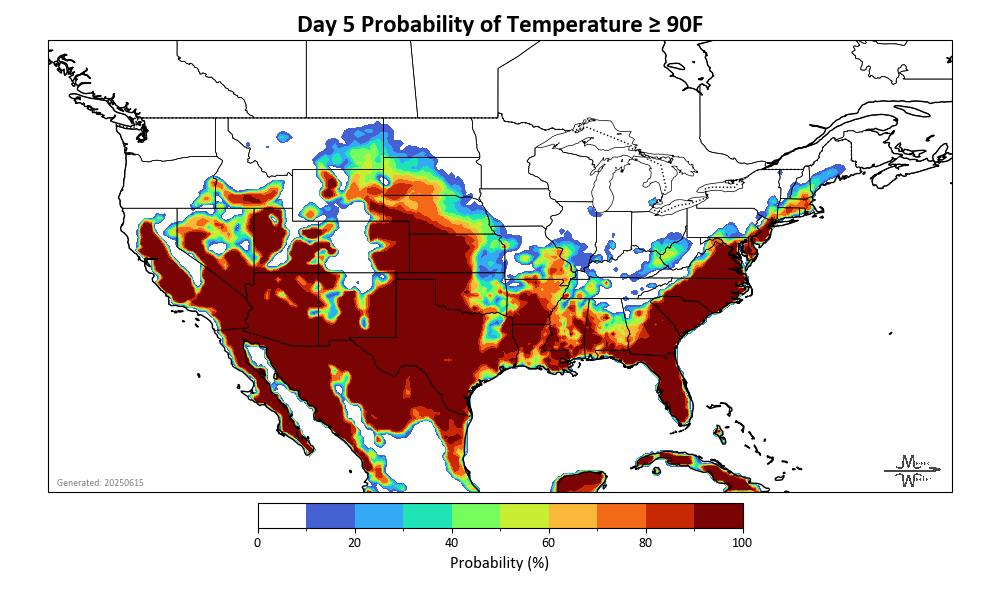 Day 5 Probability of Temperature ≥ 90F
Generated: 20250615
0 20 40 60 80 100
Probability (%)